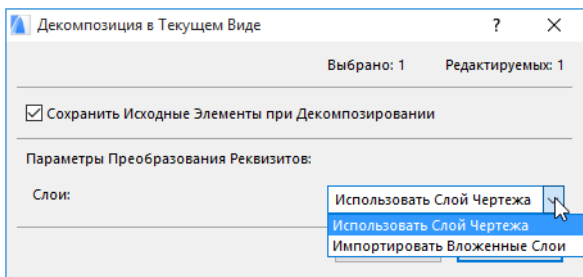 Декомпозиция в Текущем Виде ?
Выбрано: 1 Редактируемых: 1
Сохранить Исходные Элементы при Декомпозировании
Параметры Преобразования Реквизитов:
Слои: Использовать Слой Чертежа
Использовать Слой Чертежа
Импортировать Вложенные Слои